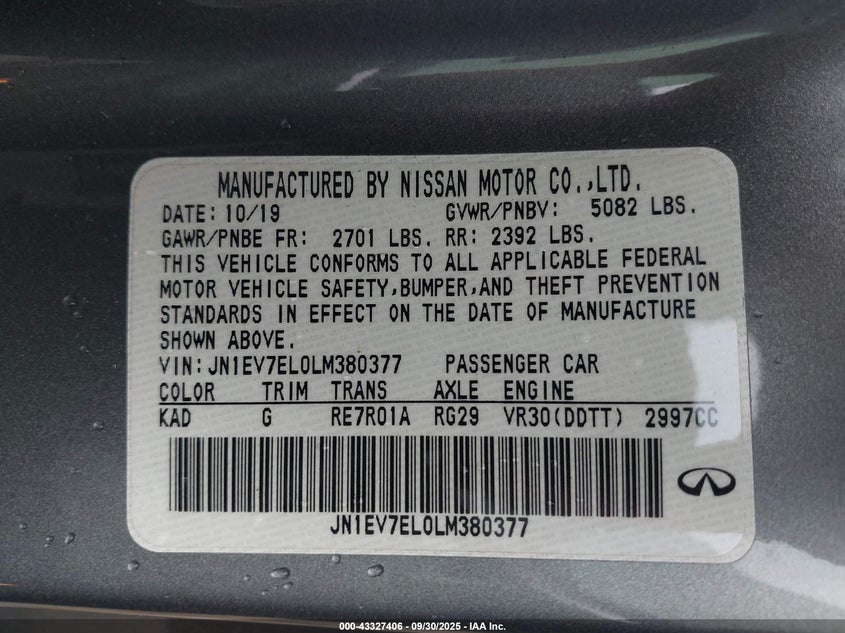 MANUFACTURED BY NISSAN MOTOR CO.,LTD.
DATE: 10/19 GVWR/PNBV: 5082 LBS.
GAWR/PNBE FR: 2701 LBS. RR: 2392 LBS.
THIS VEHICLE CONFORMS TO ALL APPLICABLE FEDERAL
MOTOR VEHICLE SAFETY,BUMPER,AND THEFT PREVENTION
STANDARDS IN EFFECT ON THE DATE OF MANUFACTURE
SHOWN ABOVE.
VIN:JN1EV7EL0LM380377 PASSENGER CAR
COLOR TRIM TRANS AXLE ENGINE
KAD G RE7R01A RG29 VR30(DDTT) 2997CC
JN1EV7EL0LM380377
000-43327406 - 09/30/2025 - IAA Inc.